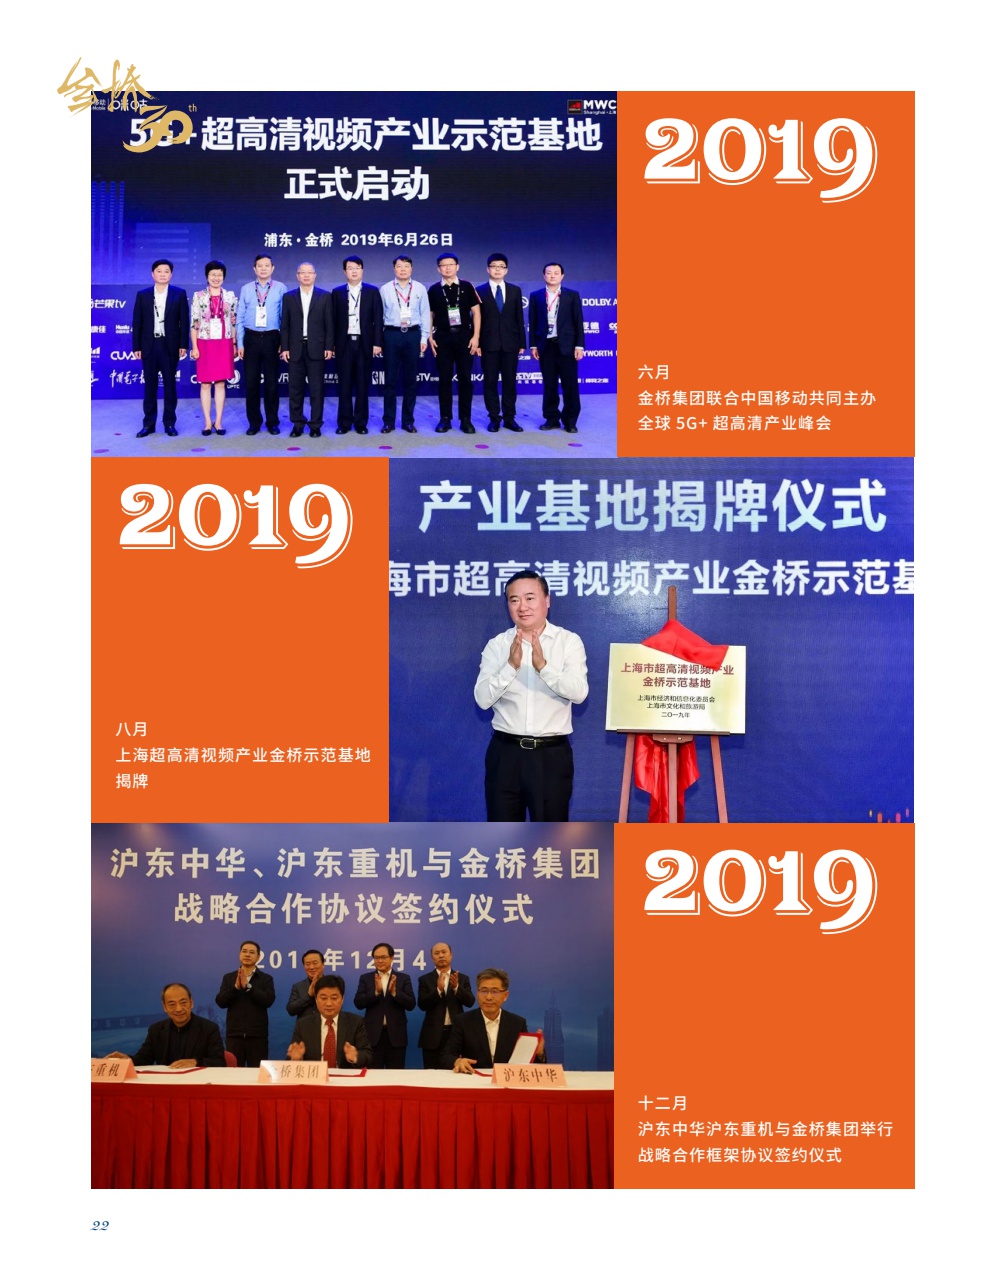 金桥
30th
MWC
5G+超高清视频产业示范基地
正式启动
浦东·金桥 2019年6月26日
芒果tv
DOLBY
康佳
2019
六月
金桥集团联合中国移动共同主办
全球 5G+ 超高清产业峰会
2019
八月
上海超高清视频产业金桥示范基地
揭牌
产业基地揭牌仪式
海市超高清视频产业金桥示范基
上海市超高清视频产业
金桥示范基地
上海市经济和信息化委员会
上海市文化和旅游局
二〇一九年
沪东中华、沪东重机与金桥集团
战略合作协议签约仪式
201 年12月4
重机
金桥集团
沪东中华
2019
十二月
沪东中华沪东重机与金桥集团举行
战略合作框架协议签约仪式
22